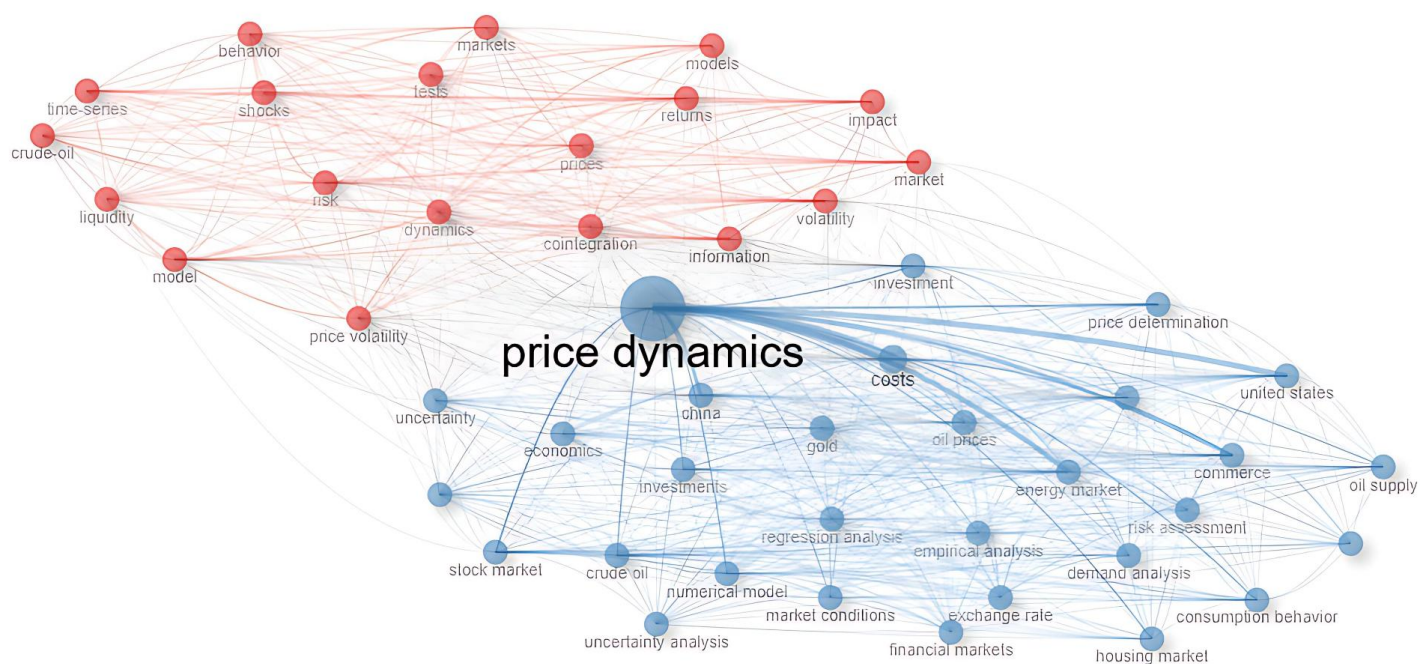 behavior
markets
models
tests
time-series
shocks
returns
impact
crude-oil
prices
market
risk
liquidity
volatility
dynamics
cointegration
information
model
investment
price determination
price volatility
price dynamics
costs
united states
china
uncertainty
economics
gold
oil prices
commerce
investments
energy market
oil supply
risk assessment
regression analysis
empirical analysis
stock market
crude oil
demand analysis
numerical model
market conditions
exchange rate
consumption behavior
uncertainty analysis
financial markets
housing market